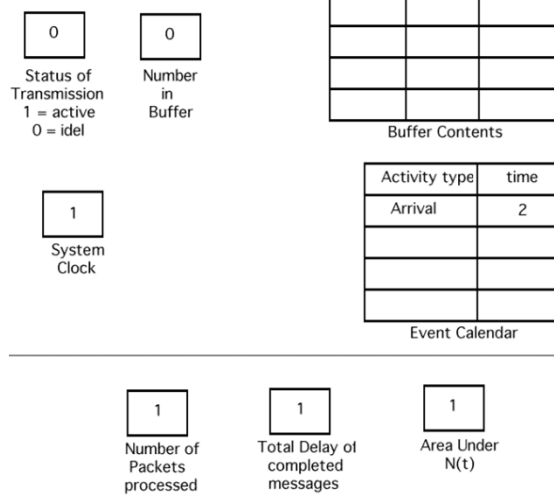 0
0
Status of
Transmission
1 = active
0 = idel
Number
in
Buffer
Buffer Contents
Activity type time
Arrival 2
1
System
Clock
Event Calendar
1
1
1
Number of
Packets
processed
Total Delay of
completed
messages
Area Under
N(t)